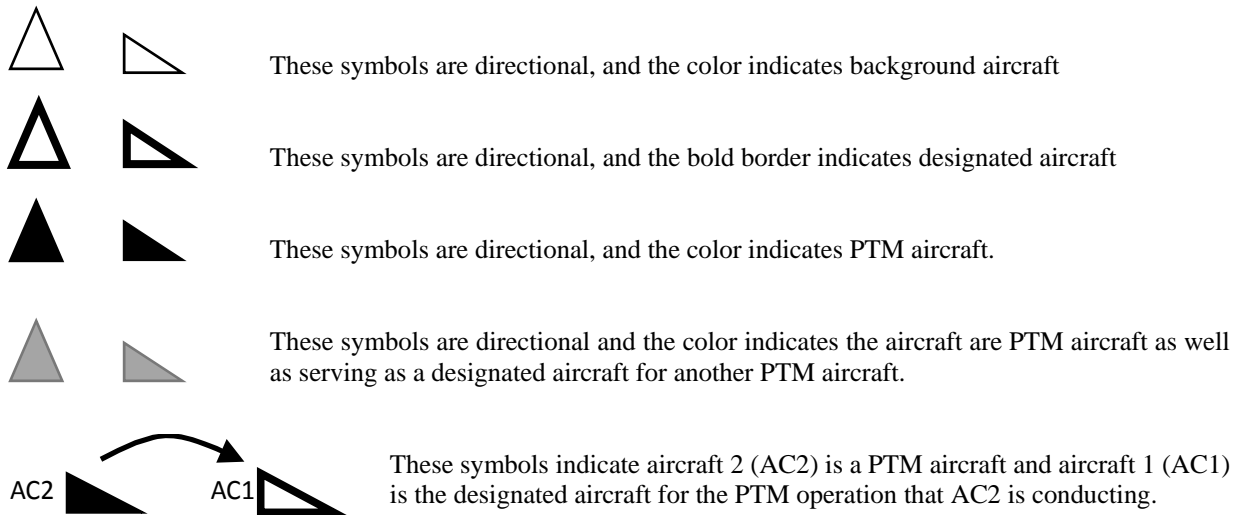 These symbols are directional, and the color indicates background aircraft
These symbols are directional, and the bold border indicates designated aircraft
These symbols are directional, and the color indicates PTM aircraft.
These symbols are directional and the color indicates the aircraft are PTM aircraft as well
as serving as a designated aircraft for another PTM aircraft.
AC2 AC1
These symbols indicate aircraft 2 (AC2) is a PTM aircraft and aircraft 1 (AC1)
is the designated aircraft for the PTM operation that AC2 is conducting.